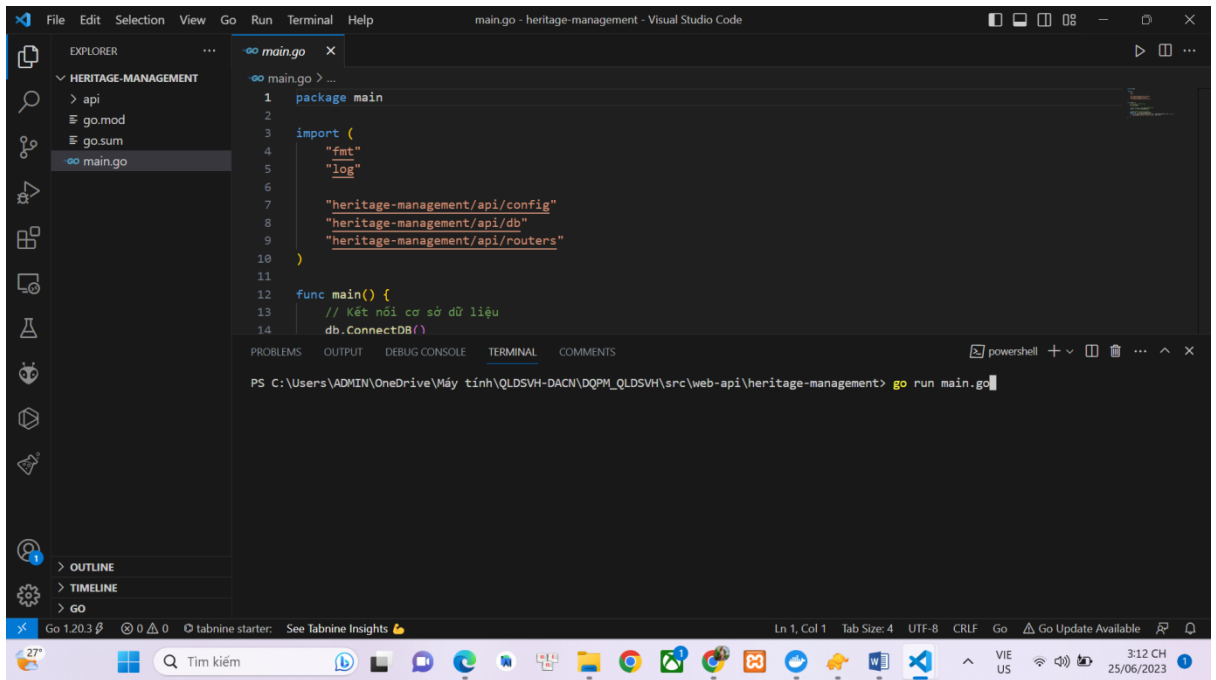 File Edit Selection View Go Run Terminal Help main.go - heritage-management - Visual Studio Code
EXPLORER ...
HERITAGE-MANAGEMENT
api
go.mod
go.sum
main.go
OUTLINE
TIMELINE
GO
main.go
main.go > ...
1 package main
2
3 import (
4 "fmt"
5 "log"
6
7 "heritage-management/api/config"
8 "heritage-management/api/db"
9 "heritage-management/api/routers"
10 )
11
12 func main() {
13 // Kết nối cơ sở dữ liệu
14 db.ConnectDB()
PROBLEMS OUTPUT DEBUG CONSOLE TERMINAL COMMENTS powershell
PS C:\Users\ADMIN\OneDrive\Máy tính\QLDSVH-DACN\DQPM_QLDSVH\src\web-api\heritage-management> go run main.go
1
Go 1.20.3 0 0 tabnine starter: See Tabnine Insights Ln 1, Col 1 Tab Size: 4 UTF-8 CRLF Go Go Update Available
27°
Tìm kiếm
1
VIE
US
3:12 CH
25/06/2023
1